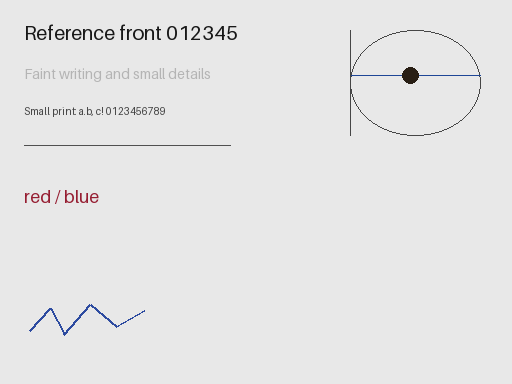 Reference front 012345
Faint writing and small details
Small print a.b, c! 0123456789
red / blue